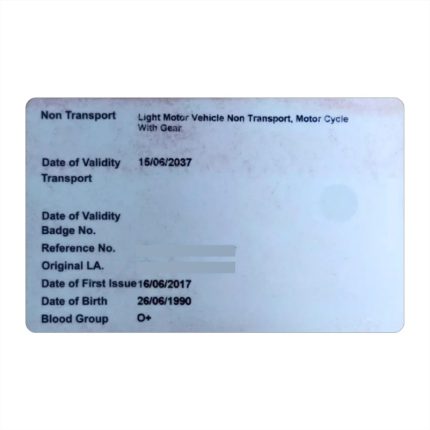 Non Transport Light Motor Vehicle Non Transport, Motor Cycle
With Gear
Date of Validity 15/06/2037
Transport
Date of Validity
Badge No.
Reference No.
Original LA.
Date of First Issue 16/06/2017
Date of Birth 26/06/1990
Blood Group O+